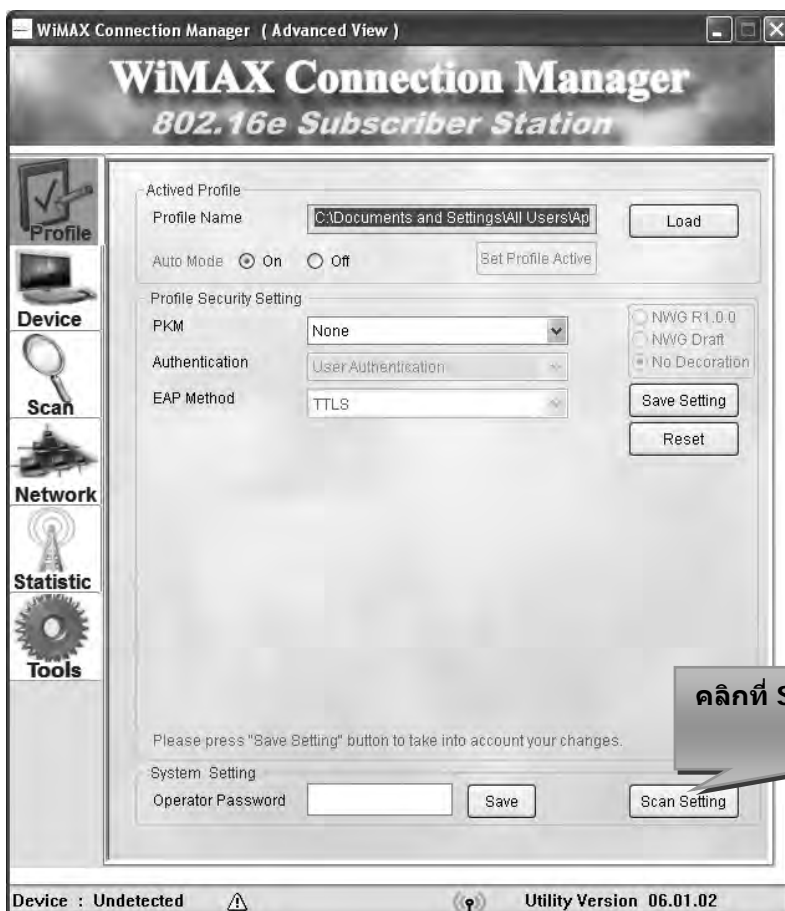 WiMAX Connection Manager ( Advanced View )
WiMAX Connection Manager
802.16e Subscriber Station
Profile
Device
Scan
Network
Statistic
Tools
Actived Profile
Profile Name
C:\Documents and Settings\All Users\Ap
Load
Auto Mode
On
Off
Set Profile Active
Profile Security Setting
PKM
None
NWG R1.0.0
NWG Draft
No Decoration
Authentication
User Authentication
EAP Method
TTLS
Save Setting
Reset
คลิกที่ S
Please press "Save Setting" button to take into account your changes.
System Setting
Operator Password
Save
Scan Setting
Device : Undetected
Utility Version 06.01.02